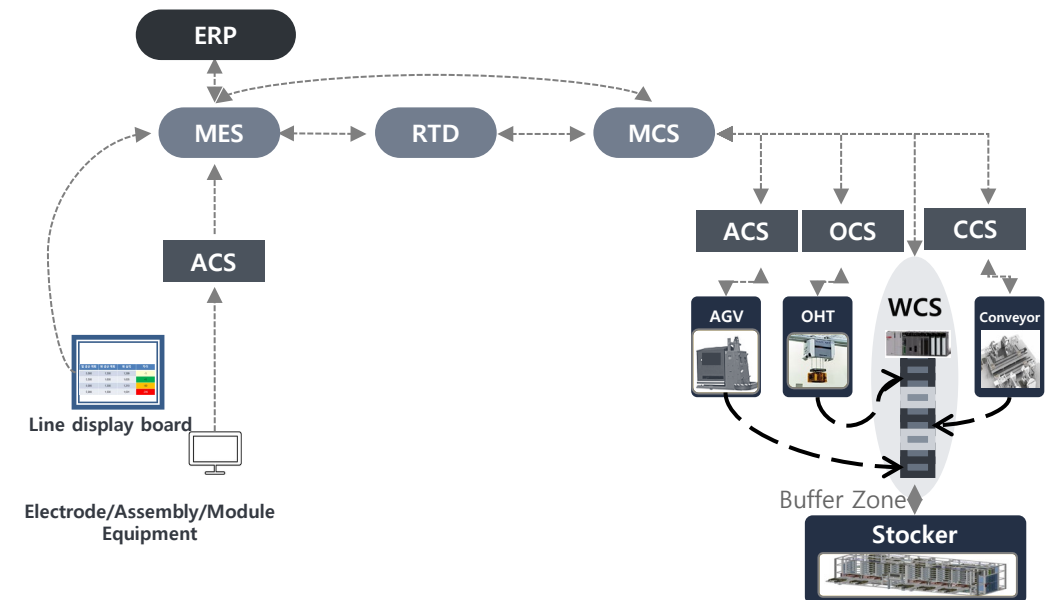 ERP
MES
RTD
MCS
ACS
OCS
CCS
ACS
AGV
OHT
WCS
Conveyor
Line display board
Buffer Zone
Electrode/Assembly/Module
Equipment
Stocker